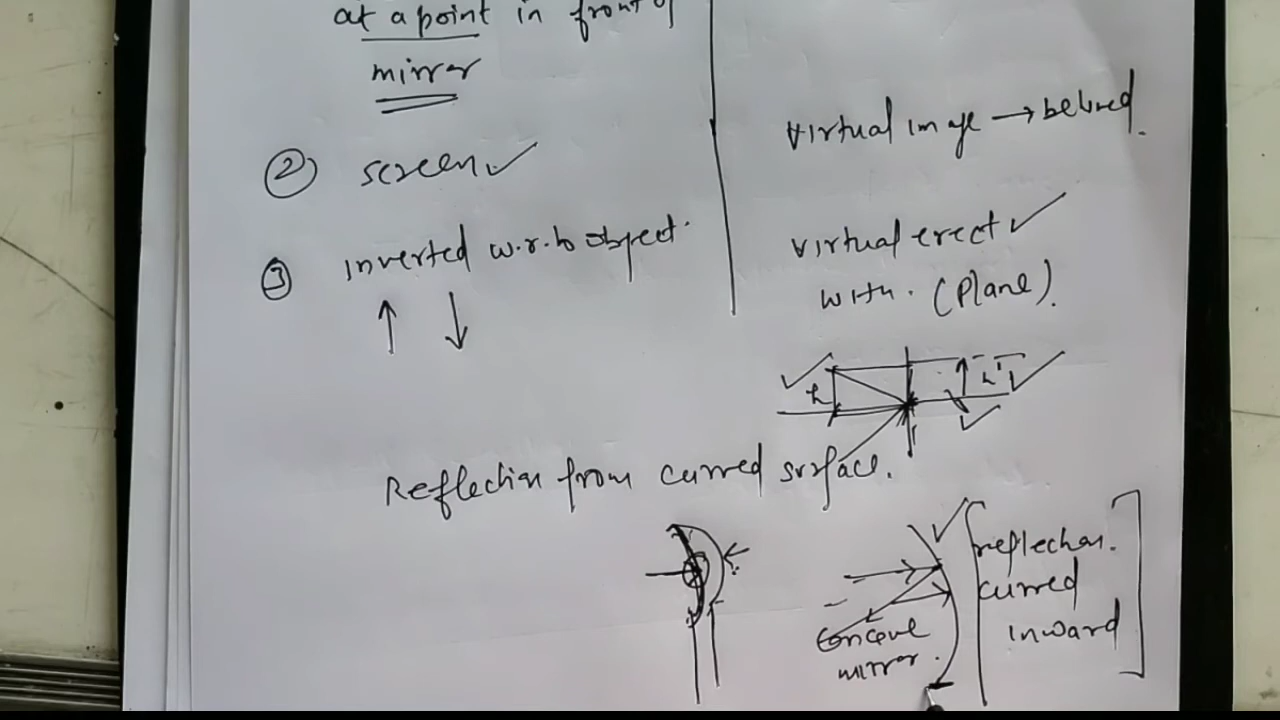 at a point in front of
mirror
② screen ✓
③ inverted w.r.to object.
virtual image → behind.
virtual erect ✓
with. (Plane).
h
h'
Reflection from curved surface.
reflection.
curved
inward
Concave
mirror.